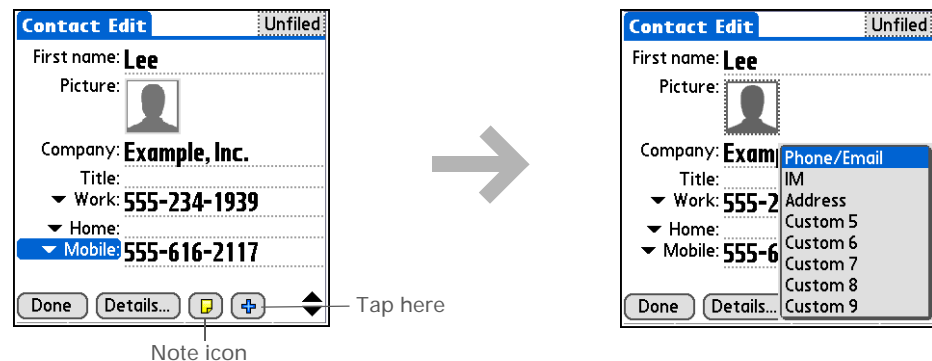 Contact Edit Unfiled
First name: Lee
Picture:
Company: Example, Inc.
Title:
Work: 555-234-1939
Home:
Mobile: 555-616-2117
Done Details... Tap here
Note icon
Contact Edit Unfiled
First name: Lee
Picture:
Company: Exam
Title:
Work: 555-2
Home:
Mobile: 555-6
Done Details...
Phone/Email
IM
Address
Custom 5
Custom 6
Custom 7
Custom 8
Custom 9